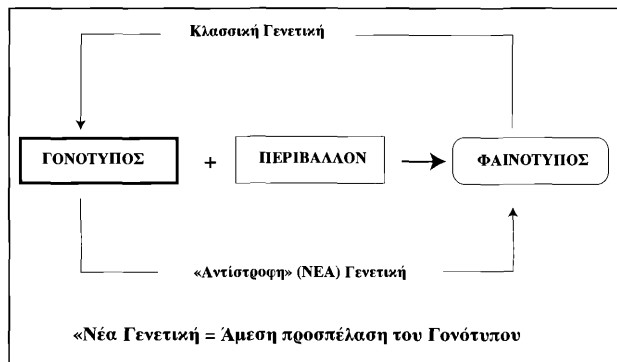 Κλασσική Γενετική
ΓΟΝΟΤΥΠΟΣ + ΠΕΡΙΒΑΛΛΟΝ ΦΑΙΝΟΤΥΠΟΣ
«Αντίστροφη» (ΝΕΑ) Γενετική
«Νέα Γενετική = Άμεση προσπέλαση του Γονότυπου